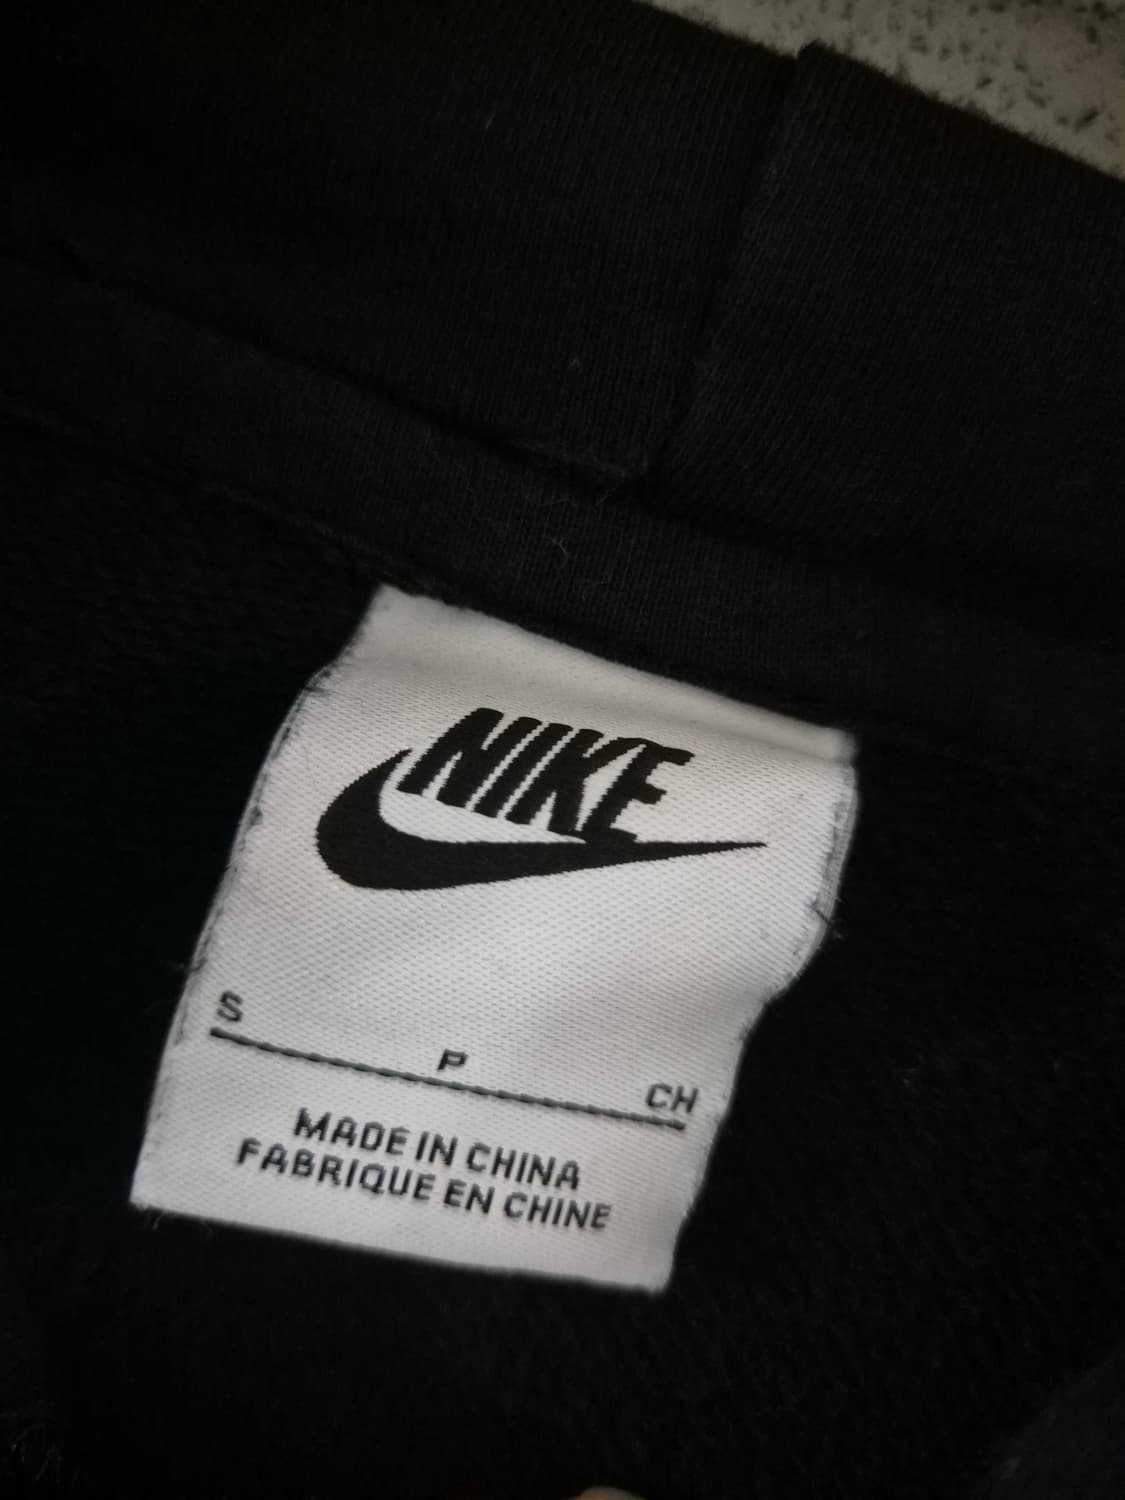 NIKE
S P CH
MADE IN CHINA
FABRIQUE EN CHINE